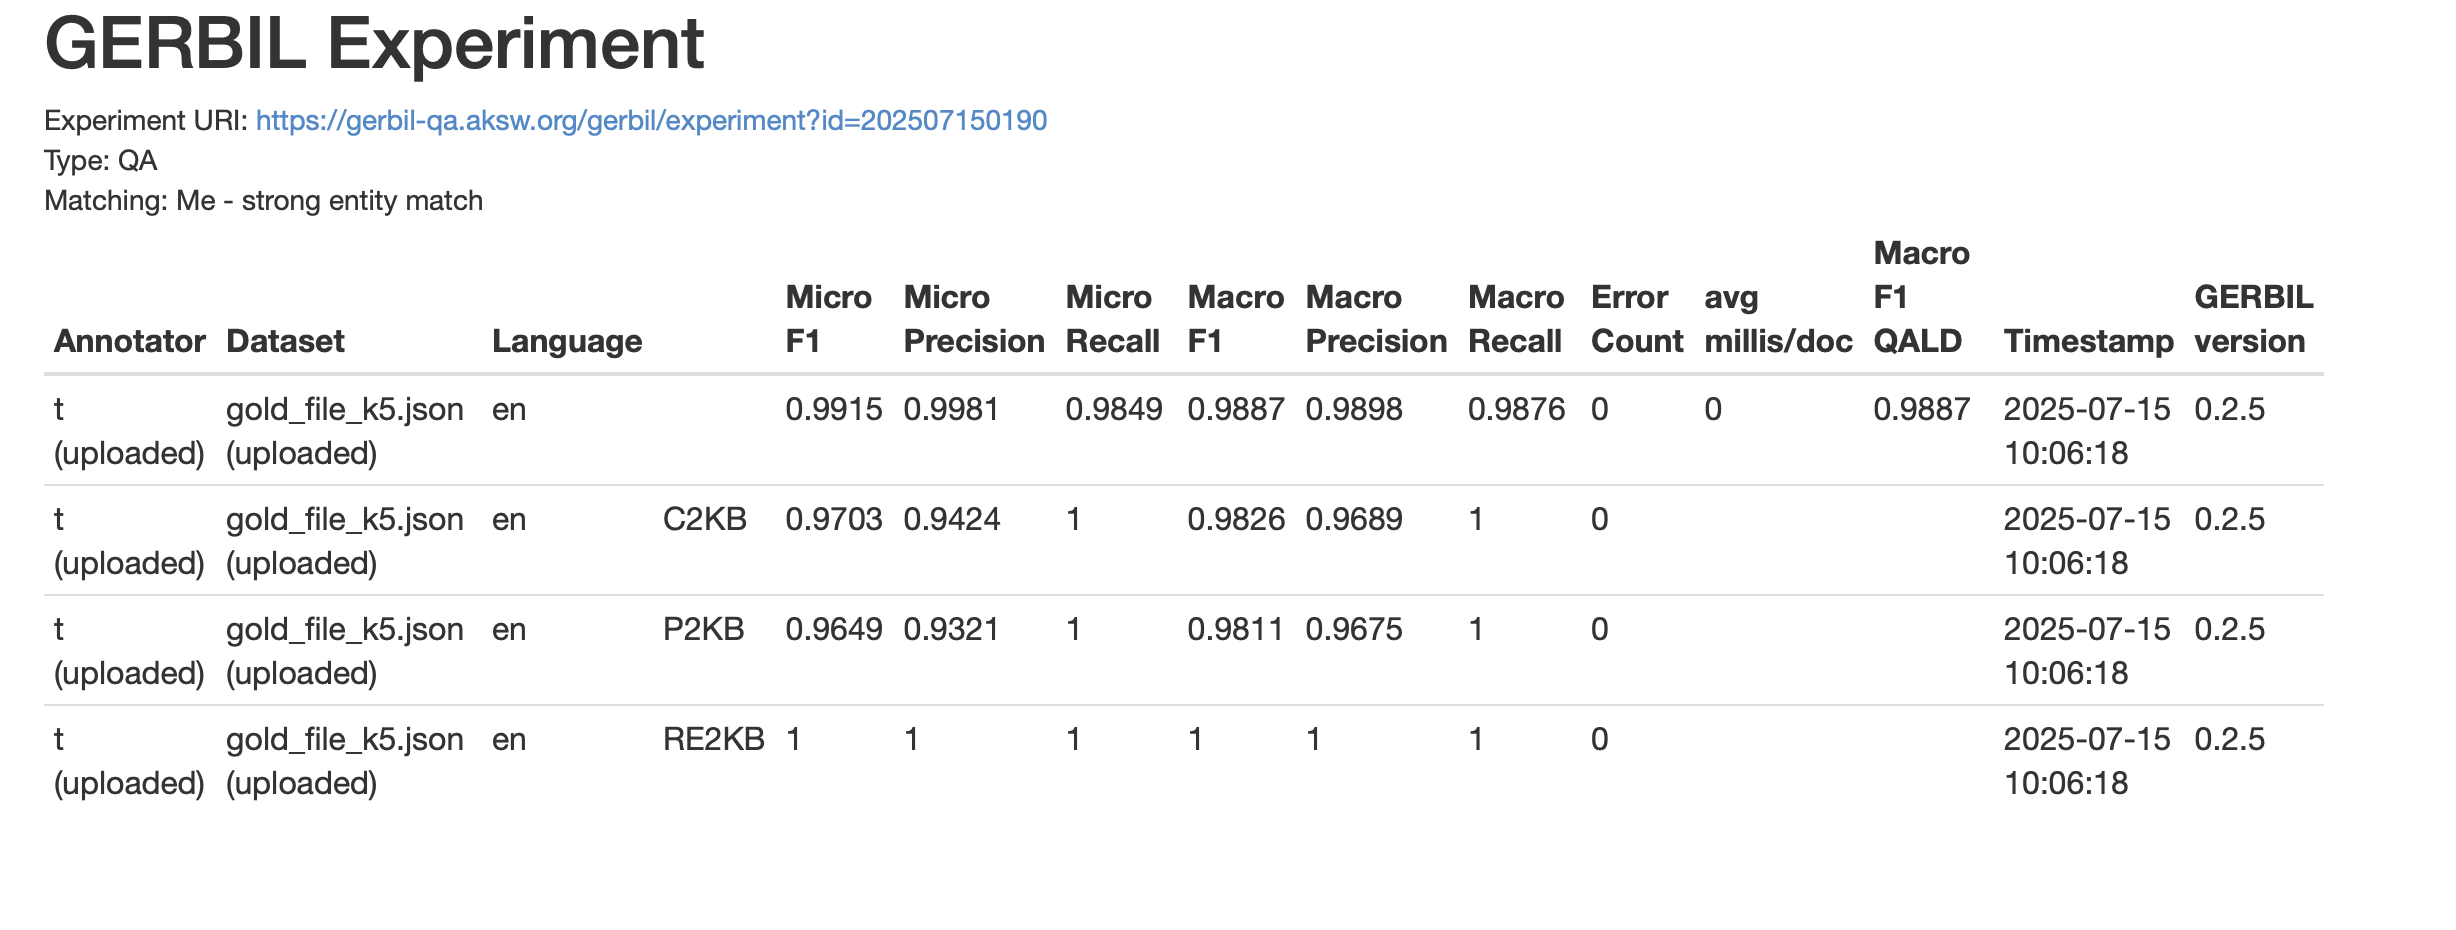 GERBIL Experiment
Experiment URI: https://gerbil-qa.aksw.org/gerbil/experiment?id=202507150190
Type: QA
Matching: Me - strong entity match
Macro
Micro Micro Micro Macro Macro Macro Error avg F1 GERBIL
Annotator Dataset Language F1 Precision Recall F1 Precision Recall Count millis/doc QALD Timestamp version
t gold_file_k5.json en 0.9915 0.9981 0.9849 0.9887 0.9898 0.9876 0 0 0.9887 2025-07-15 0.2.5
(uploaded) (uploaded) 10:06:18
t gold_file_k5.json en C2KB 0.9703 0.9424 1 0.9826 0.9689 1 0 2025-07-15 0.2.5
(uploaded) (uploaded) 10:06:18
t gold_file_k5.json en P2KB 0.9649 0.9321 1 0.9811 0.9675 1 0 2025-07-15 0.2.5
(uploaded) (uploaded) 10:06:18
t gold_file_k5.json en RE2KB 1 1 1 1 1 1 0 2025-07-15 0.2.5
(uploaded) (uploaded) 10:06:18